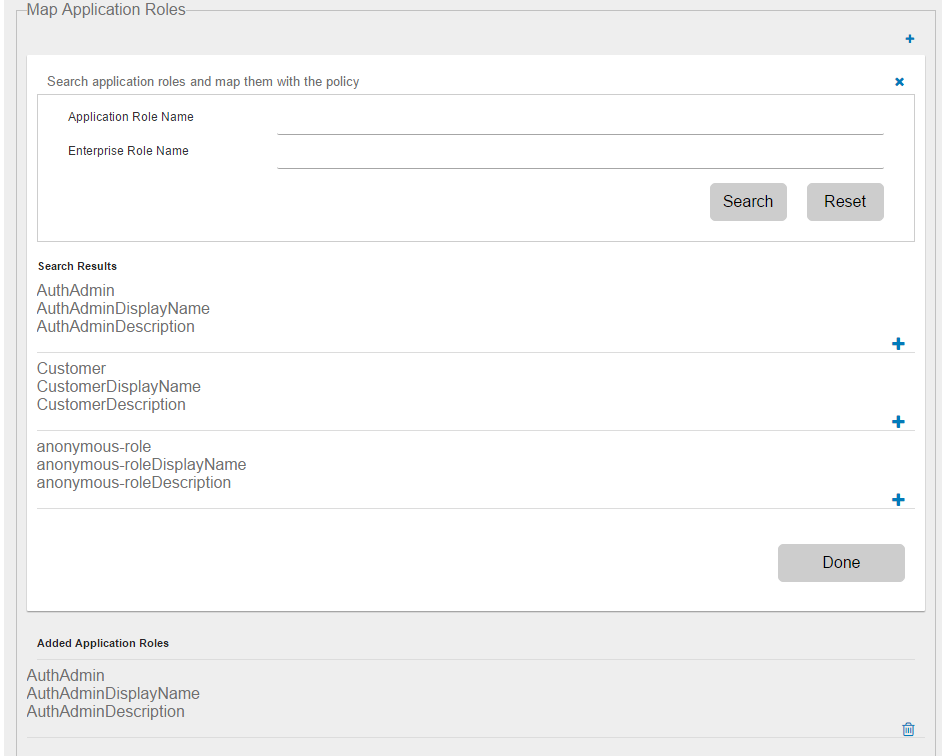 Map Application Roles
Search application roles and map them with the policy
Application Role Name
Enterprise Role Name
Search Reset
Search Results
AuthAdmin
AuthAdminDisplayName
AuthAdminDescription
Customer
CustomerDisplayName
CustomerDescription
anonymous-role
anonymous-roleDisplayName
anonymous-roleDescription
Done
Added Application Roles
AuthAdmin
AuthAdminDisplayName
AuthAdminDescription